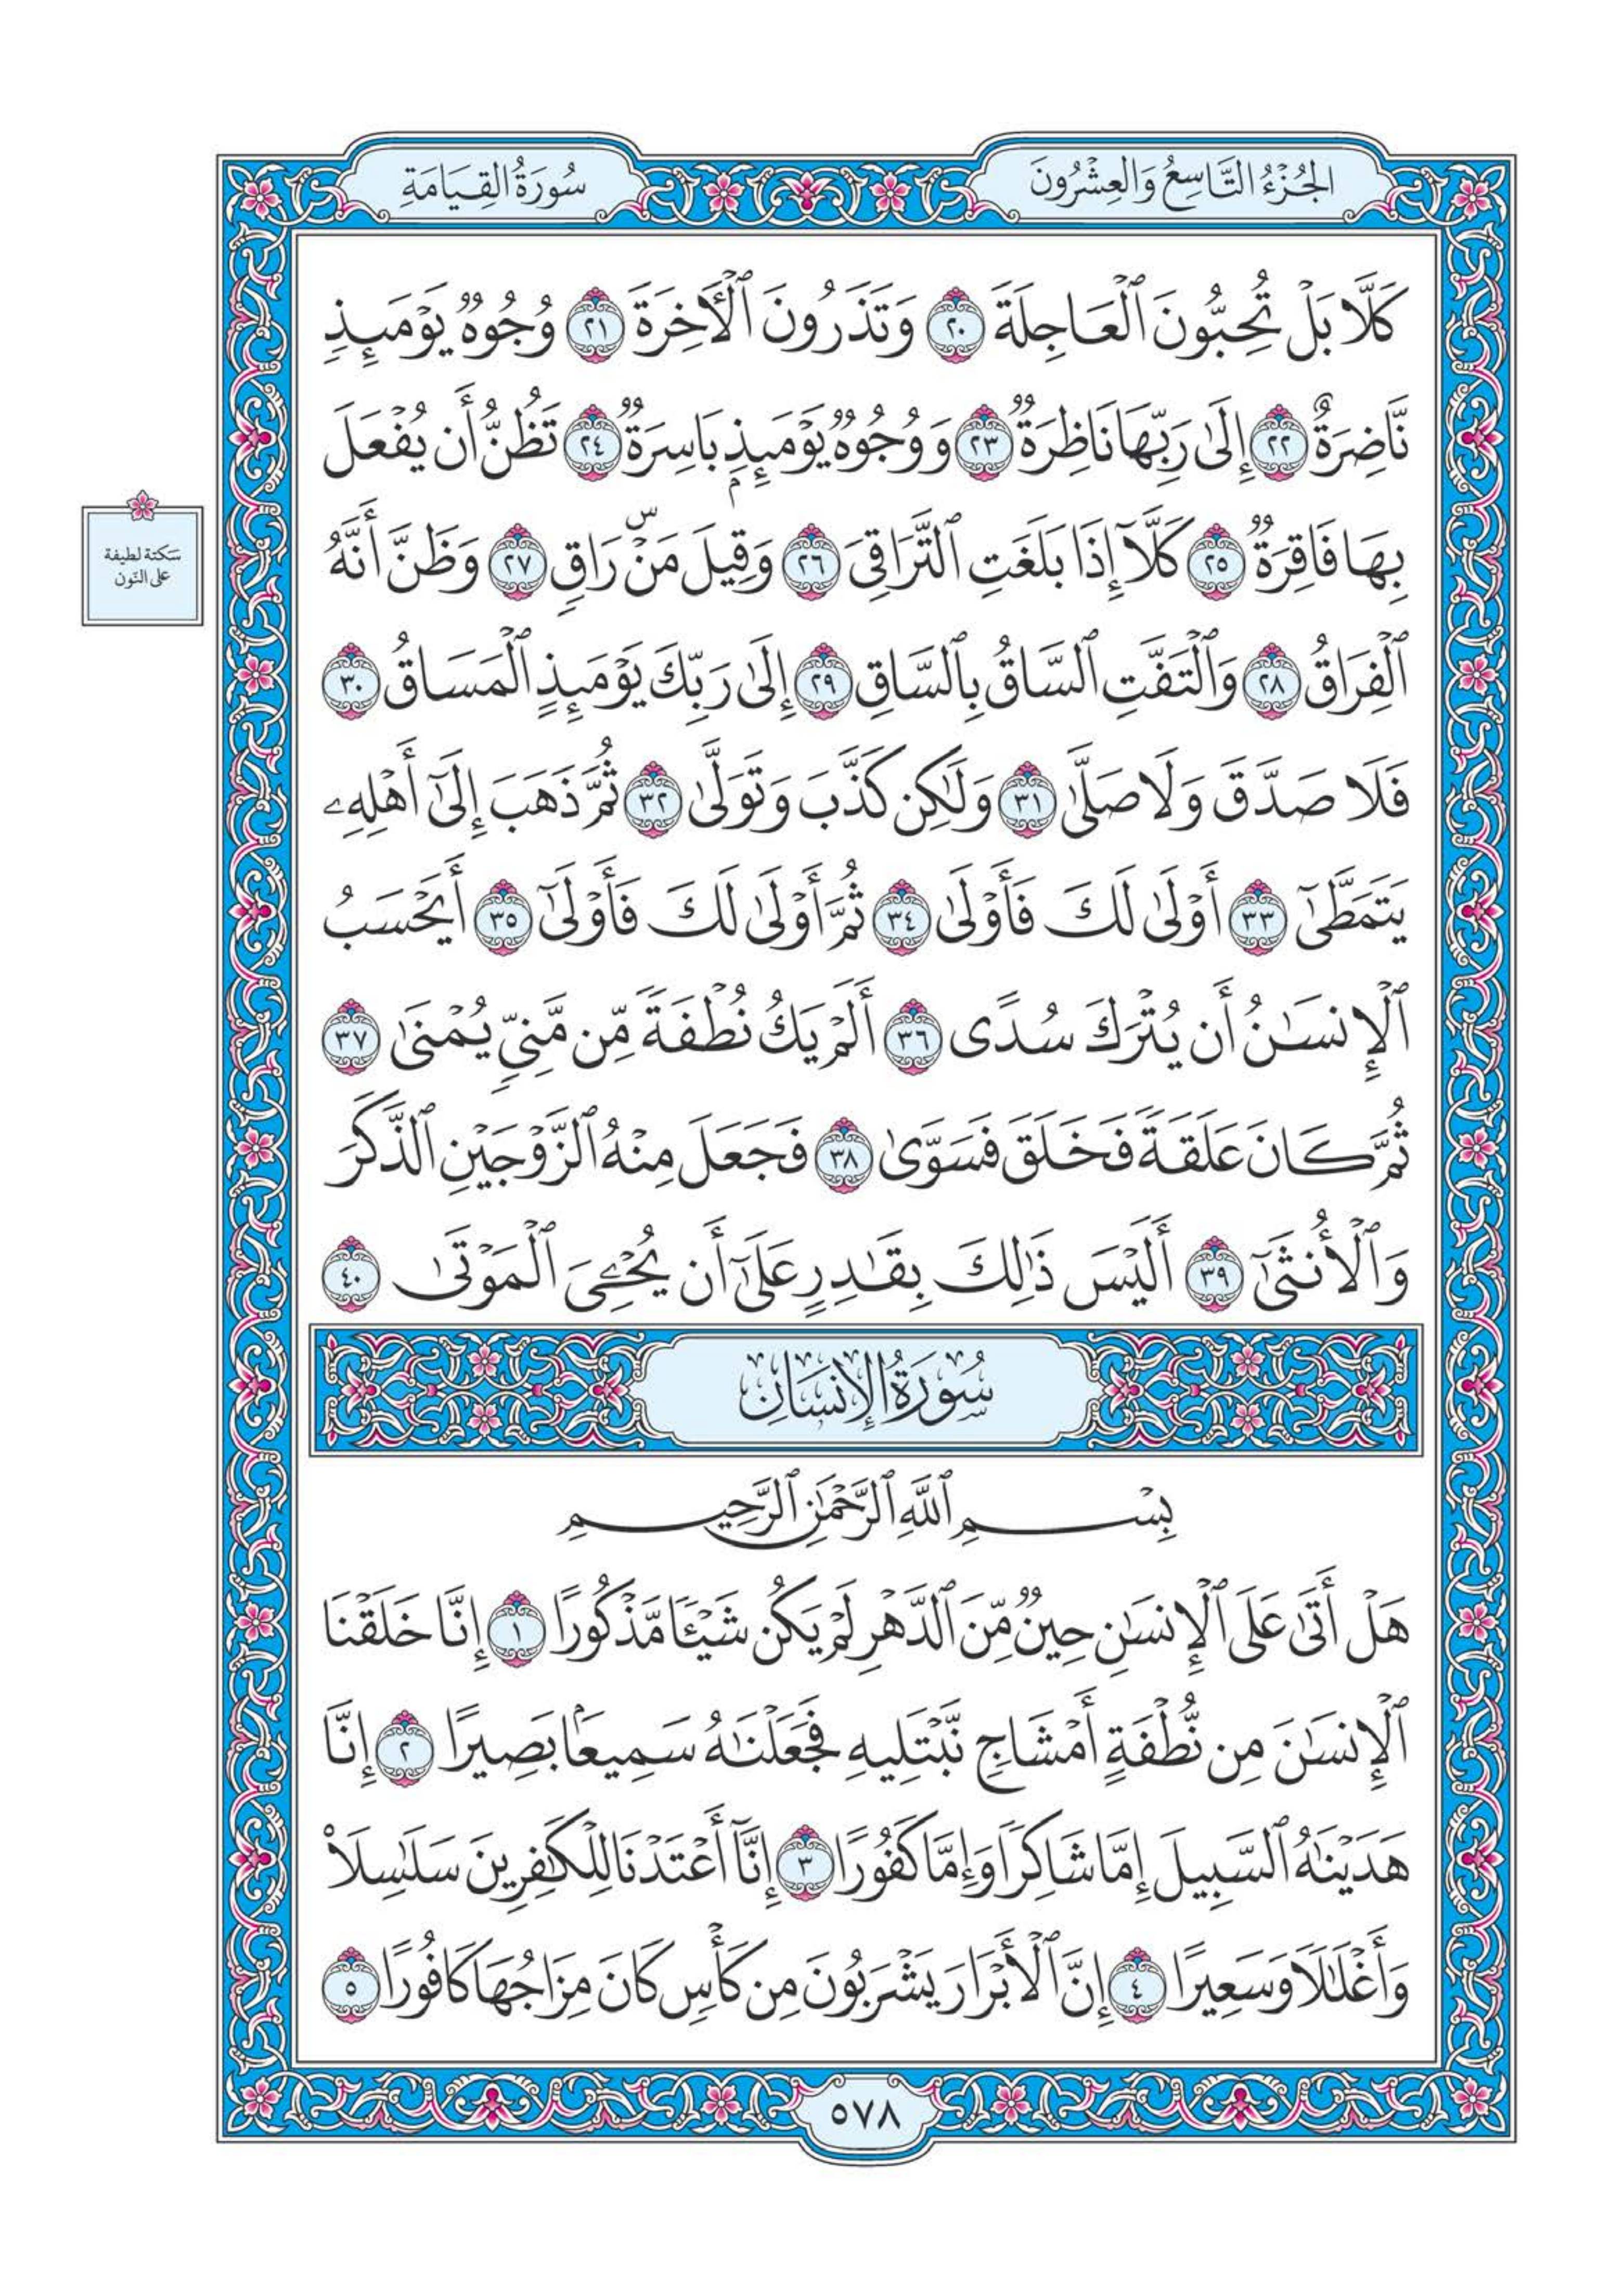 الجُزْءُ التَّاسِعُ وَالعِشْرُونَ
سُورَةُ القِيَامَةِ
كَلَّا بَلْ تُحِبُّونَ ٱلْعَاجِلَةَ ٢٠ وَتَذَرُونَ ٱلْـَٔاخِرَةَ ٢١ وُجُوهٌ يَوْمَئِذٍ
نَّاضِرَةٌ ٢٢ إِلَىٰ رَبِّهَا نَاظِرَةٌ ٢٣ وَوُجُوهٌ يَوْمَئِذِۭ بَاسِرَةٌ ٢٤ تَظُنُّ أَن يُفْعَلَ
بِهَا فَاقِرَةٌ ٢٥ كَلَّآ إِذَا بَلَغَتِ ٱلتَّرَاقِىَ ٢٦ وَقِيلَ مَنْۜ رَاقٍ ٢٧ وَظَنَّ أَنَّهُ
سَكتة لطيفة
على النّون
ٱلْفِرَاقُ ٢٨ وَٱلْتَفَّتِ ٱلسَّاقُ بِٱلسَّاقِ ٢٩ إِلَىٰ رَبِّكَ يَوْمَئِذٍ ٱلْمَسَاقُ ٣٠
فَلَا صَدَّقَ وَلَا صَلَّىٰ ٣١ وَلَٰكِن كَذَّبَ وَتَوَلَّىٰ ٣٢ ثُمَّ ذَهَبَ إِلَىٰٓ أَهْلِهِۦ
يَتَمَطَّىٰٓ ٣٣ أَوْلَىٰ لَكَ فَأَوْلَىٰ ٣٤ ثُمَّ أَوْلَىٰ لَكَ فَأَوْلَىٰٓ ٣٥ أَيَحْسَبُ
ٱلْإِنسَٰنُ أَن يُتْرَكَ سُدًى ٣٦ أَلَمْ يَكُ نُطْفَةً مِّن مَّنِىٍّ يُمْنَىٰ ٣٧
ثُمَّ كَانَ عَلَقَةً فَخَلَقَ فَسَوَّىٰ ٣٨ فَجَعَلَ مِنْهُ ٱلزَّوْجَيْنِ ٱلذَّكَرَ
وَٱلْأُنثَىٰٓ ٣٩ أَلَيْسَ ذَٰلِكَ بِقَٰدِرٍ عَلَىٰٓ أَن يُحْـِۧىَ ٱلْمَوْتَىٰ ٤٠
سُورَةُ الإِنسَانِ
بِسْمِ ٱللَّهِ ٱلرَّحْمَٰنِ ٱلرَّحِيمِ
هَلْ أَتَىٰ عَلَى ٱلْإِنسَٰنِ حِينٌ مِّنَ ٱلدَّهْرِ لَمْ يَكُن شَيْـًٔا مَّذْكُورًا ١ إِنَّا خَلَقْنَا
ٱلْإِنسَٰنَ مِن نُّطْفَةٍ أَمْشَاجٍ نَّبْتَلِيهِ فَجَعَلْنَٰهُ سَمِيعًۢا بَصِيرًا ٢ إِنَّا
هَدَيْنَٰهُ ٱلسَّبِيلَ إِمَّا شَاكِرًا وَإِمَّا كَفُورًا ٣ إِنَّآ أَعْتَدْنَا لِلْكَٰفِرِينَ سَلَٰسِلَا۟
وَأَغْلَٰلًا وَسَعِيرًا ٤ إِنَّ ٱلْأَبْرَارَ يَشْرَبُونَ مِن كَأْسٍ كَانَ مِزَاجُهَا كَافُورًا ٥
٥٧٨